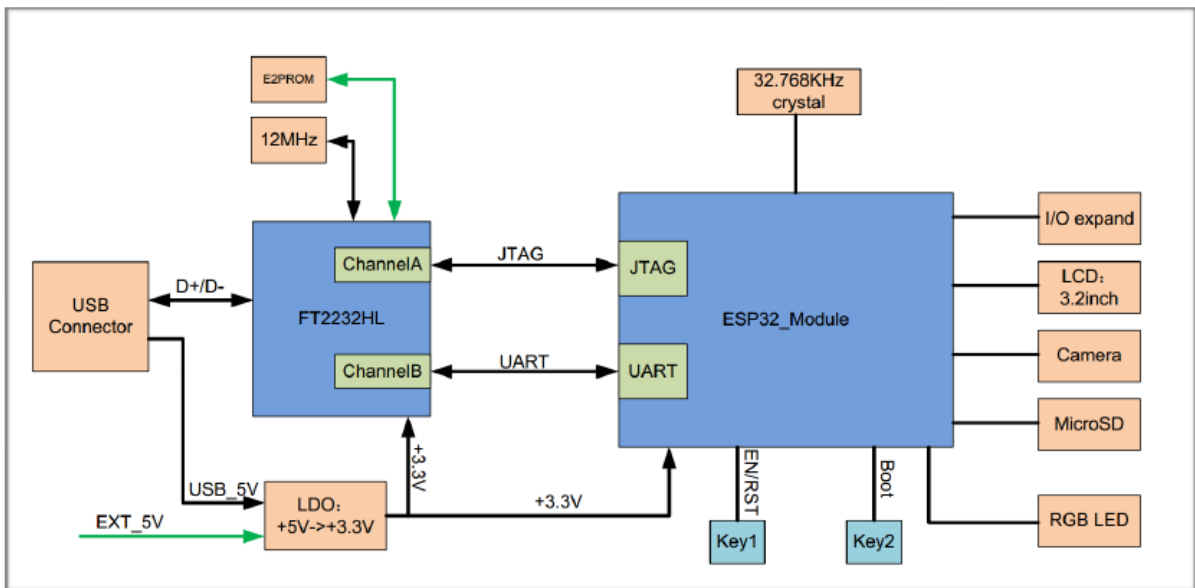 E2PROM
12MHz
32.768KHz
crystal
USB
Connector
D+/D-
FT2232HL
ChannelA
ChannelB
JTAG
UART
JTAG
UART
ESP32_Module
I/O expand
LCD：
3.2inch
Camera
MicroSD
RGB LED
USB_5V
EXT_5V
LDO：
+5V->+3.3V
+3.3V
+3.3V
EN/RST
Boot
Key1
Key2